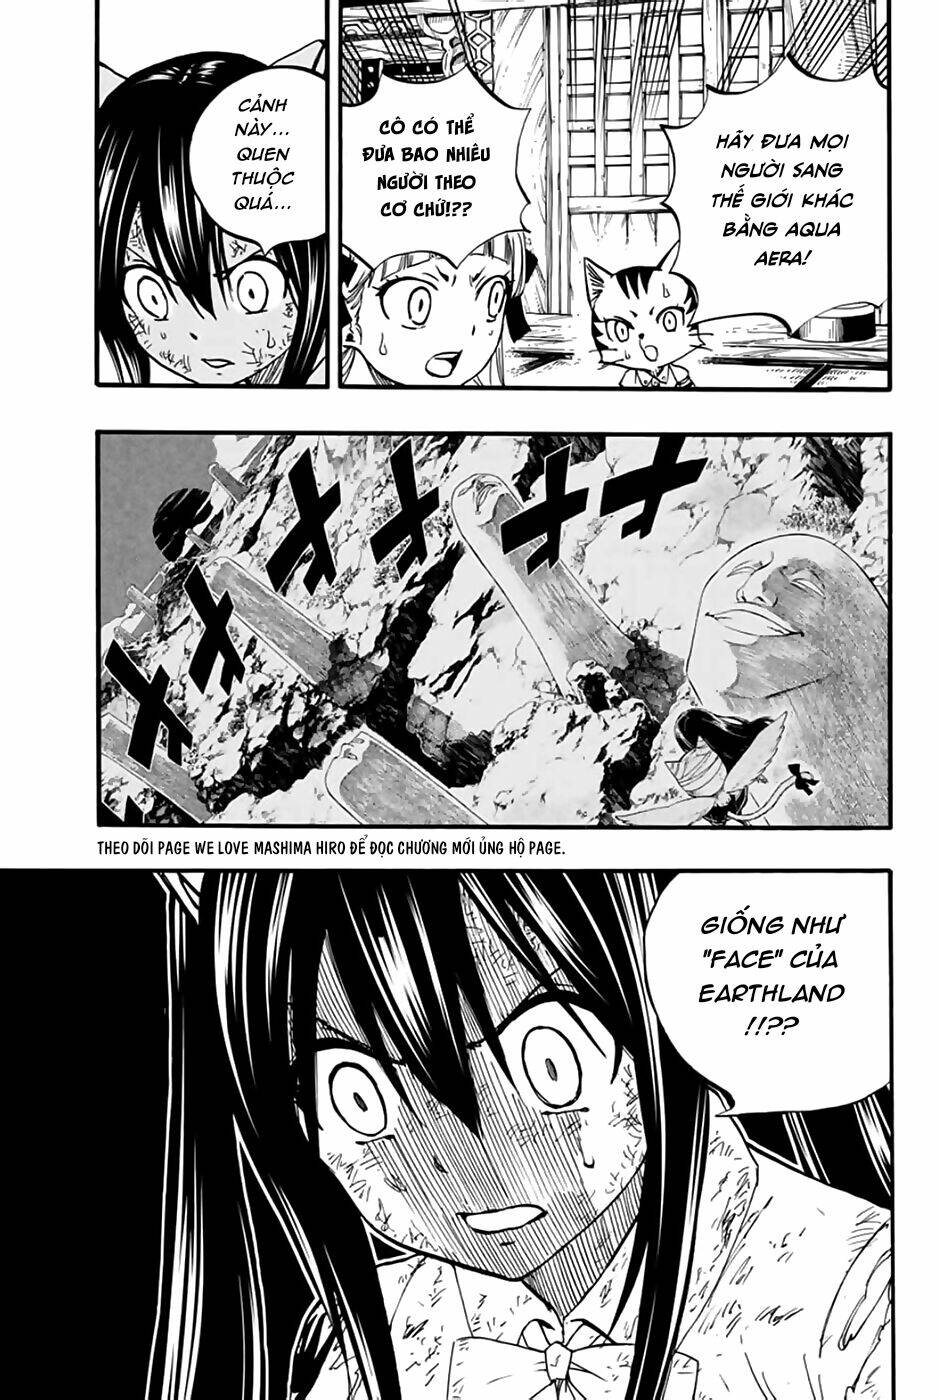 HÃY ĐƯA MỌI
NGƯỜI SANG
THẾ GIỚI KHÁC
BẰNG AQUA
AERA!
CÔ CÓ THỂ
ĐƯA BAO NHIÊU
NGƯỜI THEO
CƠ CHỨ!??
CẢNH
NÀY...
QUEN
THUỘC
QUÁ...
THEO DÕI PAGE WE LOVE MASHIMA HIRO ĐỂ ĐỌC CHƯƠNG MỚI ỦNG HỘ PAGE.
GIỐNG NHƯ
"FACE" CỦA
EARTHLAND
!!??